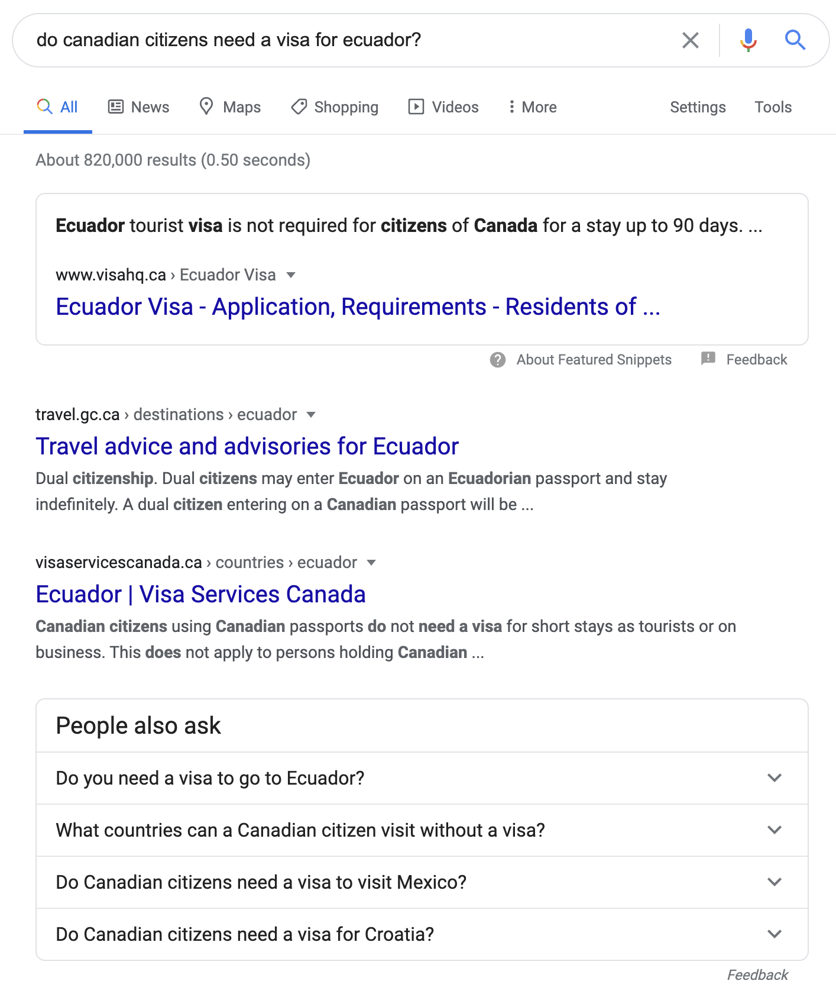 do canadian citizens need a visa for ecuador?
All News Maps Shopping Videos More Settings Tools
About 820,000 results (0.50 seconds)
Ecuador tourist visa is not required for citizens of Canada for a stay up to 90 days. ...
www.visahq.ca › Ecuador Visa
Ecuador Visa - Application, Requirements - Residents of ...
About Featured Snippets Feedback
travel.gc.ca › destinations › ecuador
Travel advice and advisories for Ecuador
Dual citizenship. Dual citizens may enter Ecuador on an Ecuadorian passport and stay
indefinitely. A dual citizen entering on a Canadian passport will be ...
visaservicescanada.ca › countries › ecuador
Ecuador | Visa Services Canada
Canadian citizens using Canadian passports do not need a visa for short stays as tourists or on
business. This does not apply to persons holding Canadian ...
People also ask
Do you need a visa to go to Ecuador?
What countries can a Canadian citizen visit without a visa?
Do Canadian citizens need a visa to visit Mexico?
Do Canadian citizens need a visa for Croatia?
Feedback